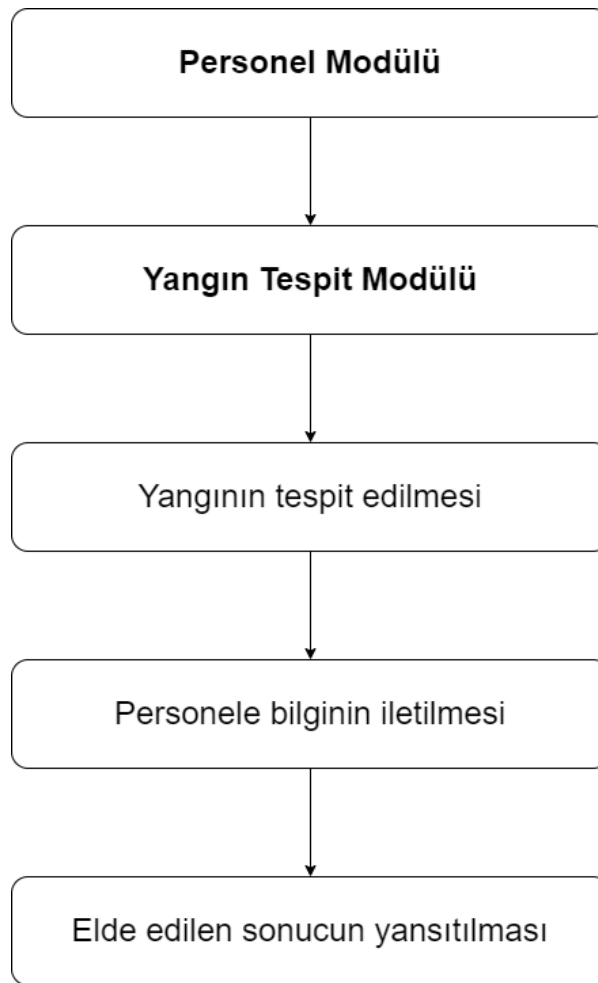 Personel Modülü
Yangın Tespit Modülü
Yangının tespit edilmesi
Personele bilginin iletilmesi
Elde edilen sonucun yansıtılması